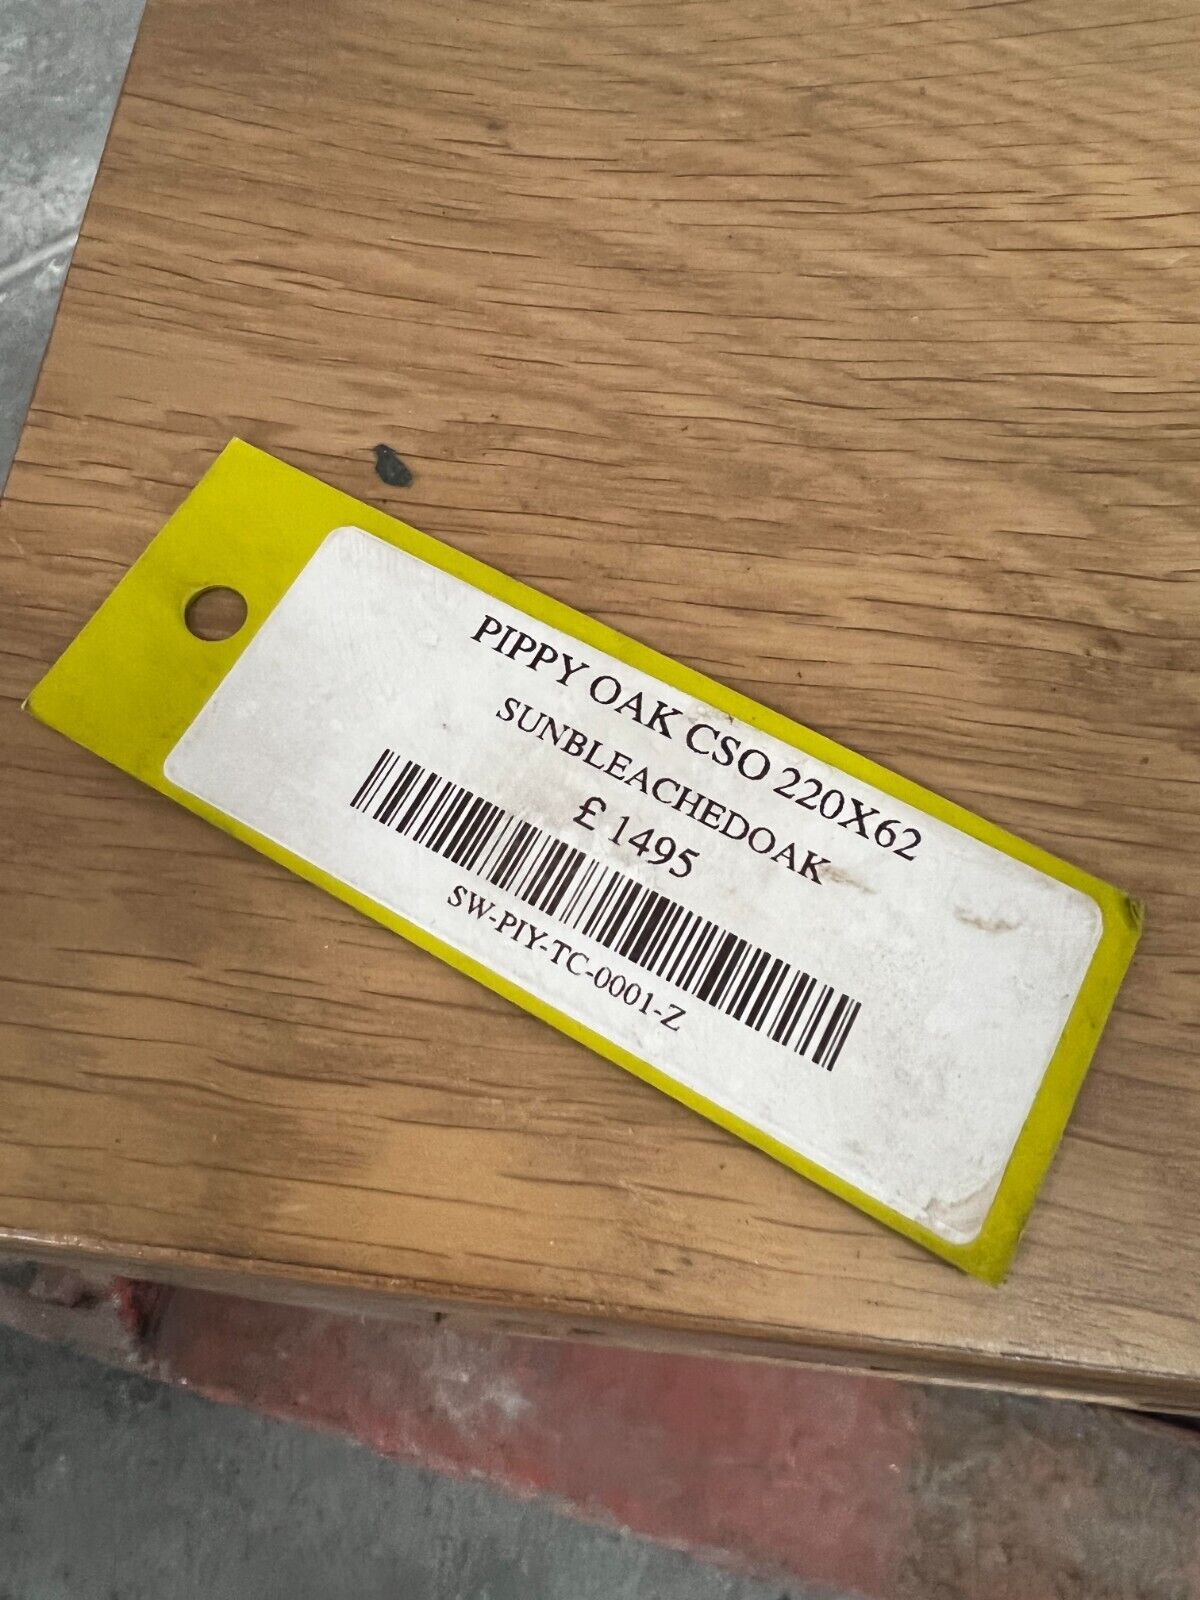 PIPPY OAK CSO 220X62
SUNBLEACHEDOAK
£ 1495
SW-PIY-TC-0001-Z